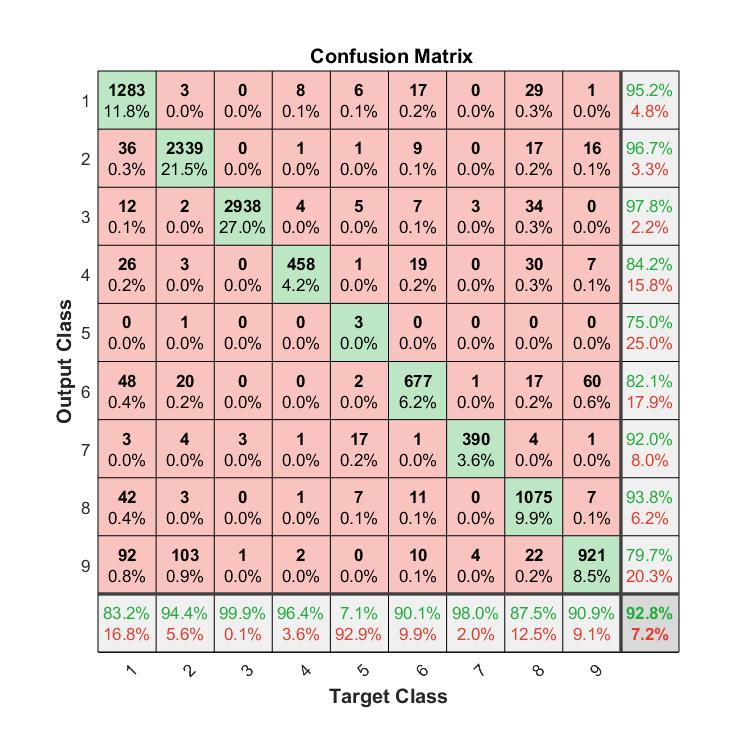 Confusion Matrix
1283 3 0 8 6 17 0 29 1 95.2%
1
11.8% 0.0% 0.0% 0.1% 0.1% 0.2% 0.0% 0.3% 0.0% 4.8%
36 2339 0 1 1 9 0 17 16 96.7%
2
0.3% 21.5% 0.0% 0.0% 0.0% 0.1% 0.0% 0.2% 0.1% 3.3%
12 2 2938 4 5 7 3 34 0 97.8%
3
0.1% 0.0% 27.0% 0.0% 0.0% 0.1% 0.0% 0.3% 0.0% 2.2%
26 3 0 458 1 19 0 30 7 84.2%
4
0.2% 0.0% 0.0% 4.2% 0.0% 0.2% 0.0% 0.3% 0.1% 15.8%
0 1 0 0 3 0 0 0 0 75.0%
5
0.0% 0.0% 0.0% 0.0% 0.0% 0.0% 0.0% 0.0% 0.0% 25.0%
48 20 0 0 2 677 1 17 60 82.1%
6
0.4% 0.2% 0.0% 0.0% 0.0% 6.2% 0.0% 0.2% 0.6% 17.9%
3 4 3 1 17 1 390 4 1 92.0%
7
0.0% 0.0% 0.0% 0.0% 0.2% 0.0% 3.6% 0.0% 0.0% 8.0%
42 3 0 1 7 11 0 1075 7 93.8%
8
0.4% 0.0% 0.0% 0.0% 0.1% 0.1% 0.0% 9.9% 0.1% 6.2%
92 103 1 2 0 10 4 22 921 79.7%
9
0.8% 0.9% 0.0% 0.0% 0.0% 0.1% 0.0% 0.2% 8.5% 20.3%
83.2% 94.4% 99.9% 96.4% 7.1% 90.1% 98.0% 87.5% 90.9% 92.8%
16.8% 5.6% 0.1% 3.6% 92.9% 9.9% 2.0% 12.5% 9.1% 7.2%
1 2 3 4 5 6 7 8 9
Target Class
Output Class